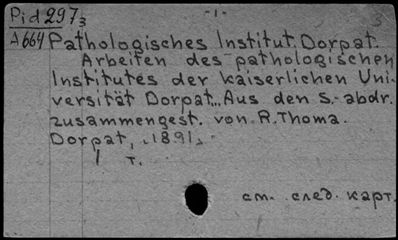 Pid 297₃
-1-
3
A 664
Pathologisches Institut. Dorpat.
Arbeiten des pathologischen
Institutes der kaiserlichen Uni-
versität Dorpat... Aus den S.-abdr.
zusammengest. von R. Thoma.
Dorpat, 1891.
т.
см. след. карт.